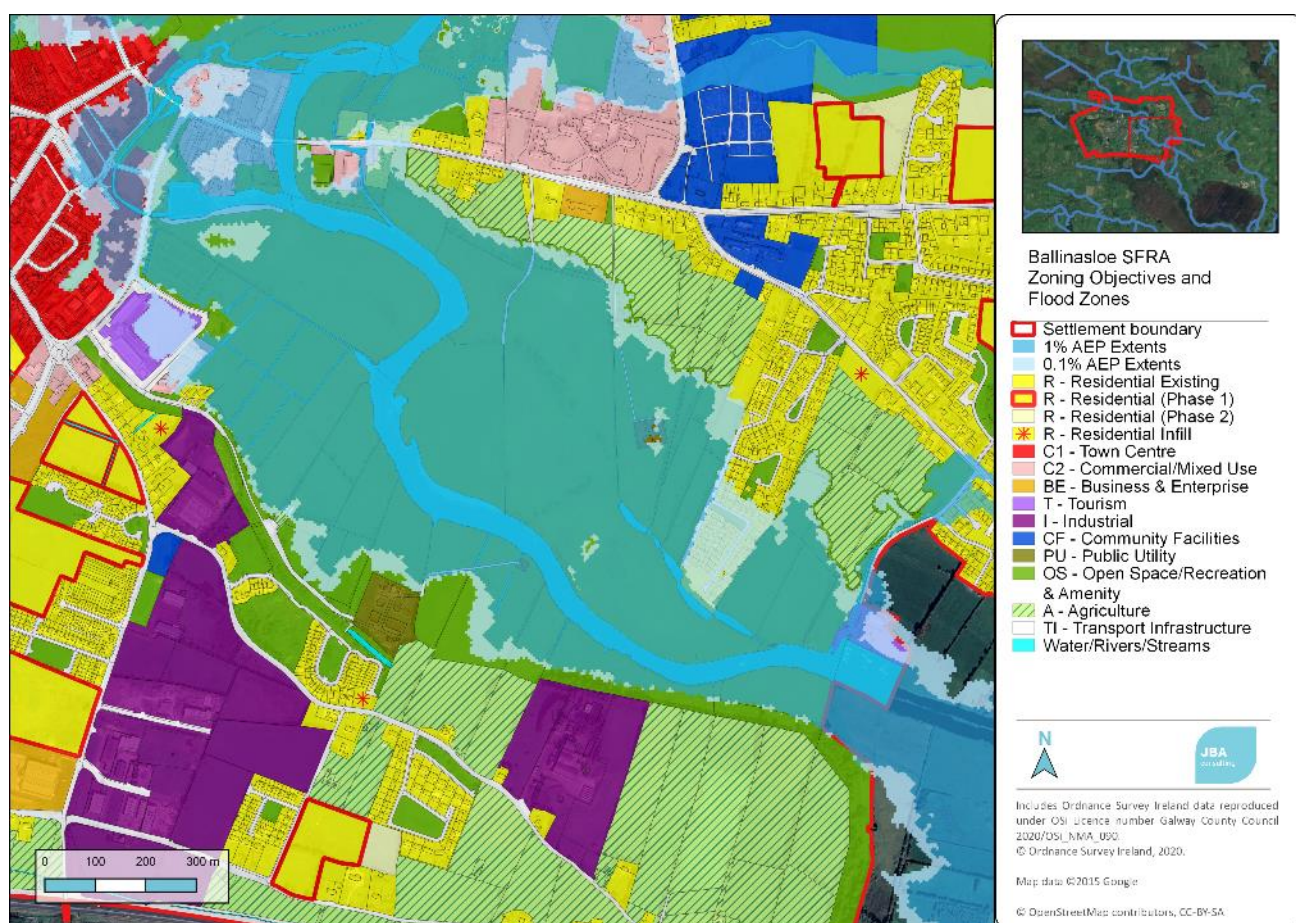 Ballinasloe SFRA
Zoning Objectives and
Flood Zones
Settlement boundary
1% AEP Extents
0.1% AEP Extents
R - Residential Existing
R - Residential (Phase 1)
R - Residential (Phase 2)
R - Residential Infill
C1 - Town Centre
C2 - Commercial/Mixed Use
BE - Business & Enterprise
T - Tourism
I - Industrial
CF - Community Facilities
PU - Public Utility
OS - Open Space/Recreation
& Amenity
A - Agriculture
TI - Transport Infrastructure
Water/Rivers/Streams
N
JBA
consulting
Includes Ordnance Survey Ireland data reproduced
under OSi Licence number Galway County Council
2020/OSi_NMA_090.
© Ordnance Survey Ireland, 2020.
Map data ©2015 Google
© OpenStreetMap contributors, CC-BY-SA
0 100 200 300 m